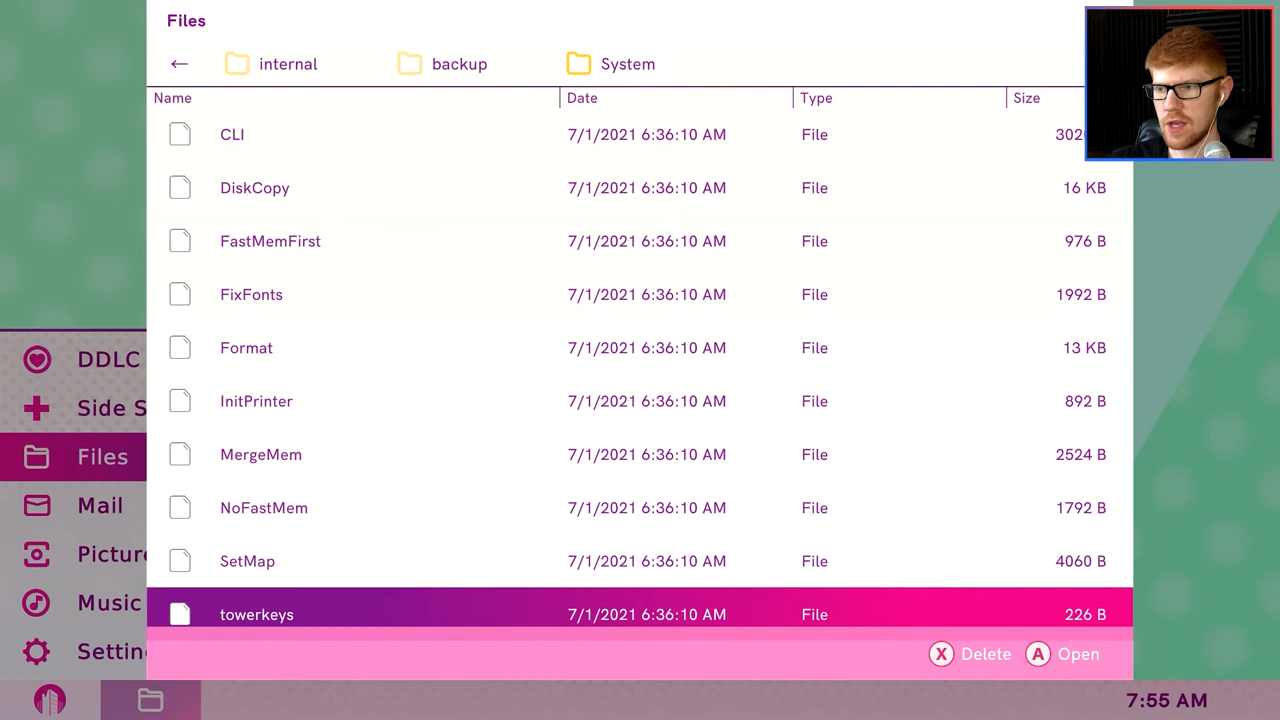 Files
← internal backup System
Name Date Type Size
CLI 7/1/2021 6:36:10 AM File 302
DiskCopy 7/1/2021 6:36:10 AM File 16 KB
FastMemFirst 7/1/2021 6:36:10 AM File 976 B
FixFonts 7/1/2021 6:36:10 AM File 1992 B
Format 7/1/2021 6:36:10 AM File 13 KB
InitPrinter 7/1/2021 6:36:10 AM File 892 B
MergeMem 7/1/2021 6:36:10 AM File 2524 B
NoFastMem 7/1/2021 6:36:10 AM File 1792 B
SetMap 7/1/2021 6:36:10 AM File 4060 B
towerkeys 7/1/2021 6:36:10 AM File 226 B
X Delete A Open
DDLC
Side S
Files
Mail
Picture
Music
Settin
7:55 AM